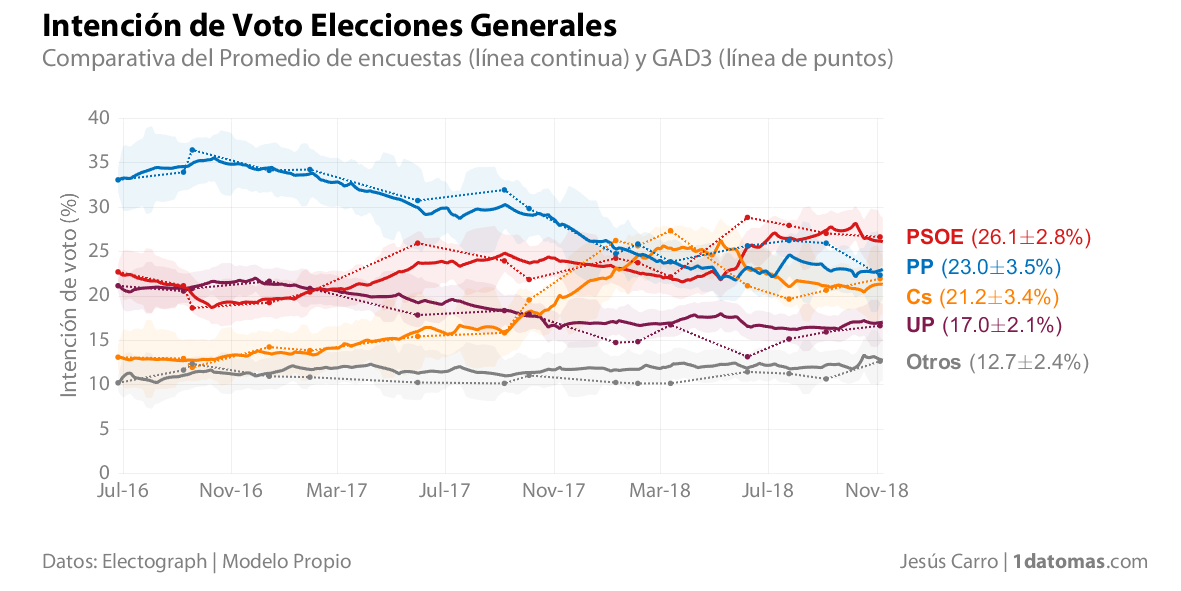 Intención de Voto Elecciones Generales
Comparativa del Promedio de encuestas (línea continua) y GAD3 (línea de puntos)
Intención de voto (%)
40
35
30
25
20
15
10
5
0
Jul-16 Nov-16 Mar-17 Jul-17 Nov-17 Mar-18 Jul-18 Nov-18
PSOE (26.1±2.8%)
PP (23.0±3.5%)
Cs (21.2±3.4%)
UP (17.0±2.1%)
Otros (12.7±2.4%)
Datos: Electograph | Modelo Propio
Jesús Carro | 1datomas.com